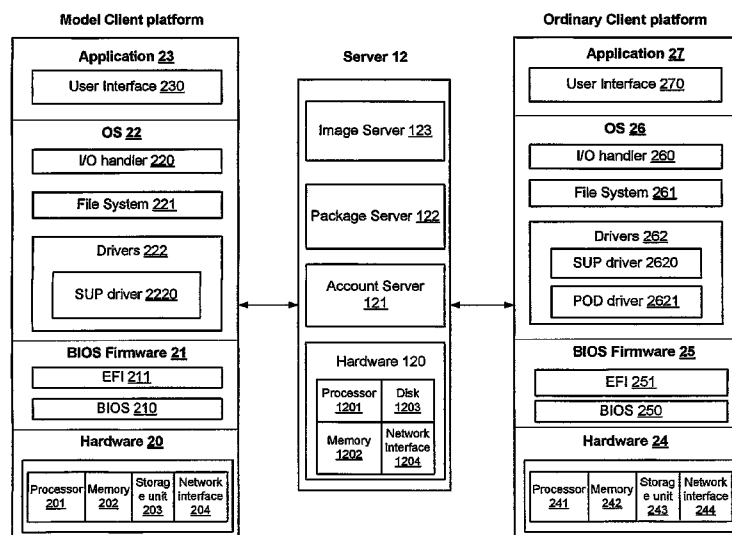 Model Client platform
Application 23
User Interface 230
OS 22
I/O handler 220
File System 221
Drivers 222
SUP driver 2220
BIOS Firmware 21
EFI 211
BIOS 210
Hardware 20
Processor
201
Memory
202
Storag
e unit
203
Network
interface
204
Server 12
Image Server 123
Package Server 122
Account Server
121
Hardware 120
Processor
1201
Disk
1203
Memory
1202
Network
Interface
1204
Ordinary Client platform
Application 27
User Interface 270
OS 26
I/O handler 260
File System 261
Drivers 262
SUP driver 2620
POD driver 2621
BIOS Firmware 25
EFI 251
BIOS 250
Hardware 24
Processor
241
Memory
242
Storag
e unit
243
Network
interface
244